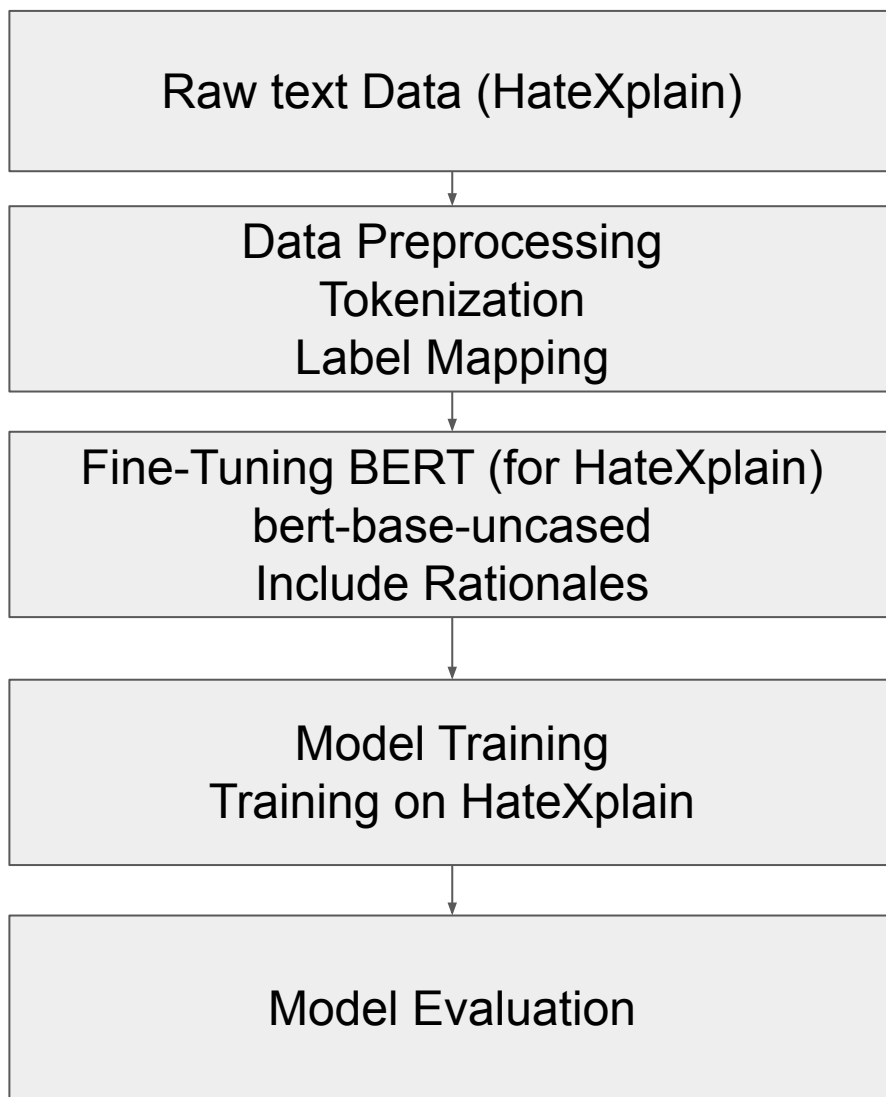 Raw text Data (HateXplain)
Data Preprocessing
Tokenization
Label Mapping
Fine-Tuning BERT (for HateXplain)
bert-base-uncased
Include Rationales
Model Training
Training on HateXplain
Model Evaluation